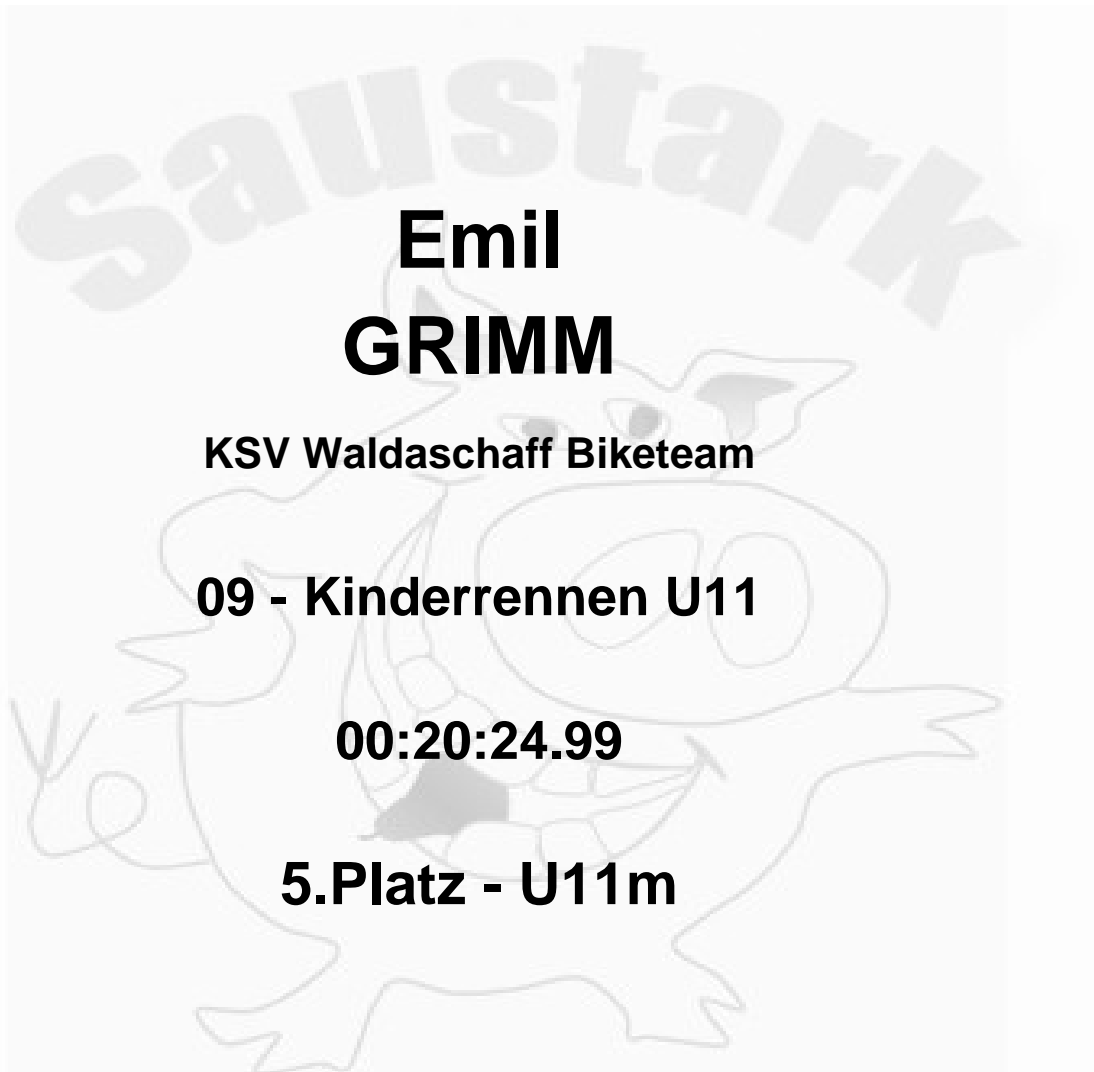 Saustark
Emil
GRIMM
KSV Waldaschaff Biketeam
09 - Kinderrennen U11
00:20:24.99
5.Platz - U11m